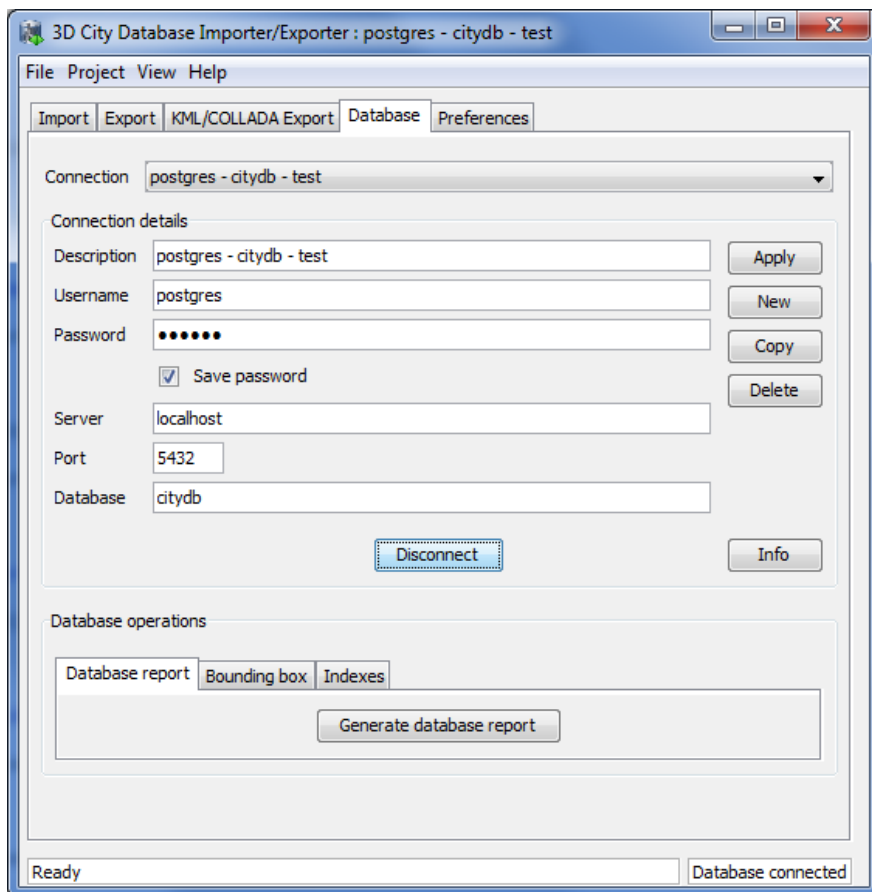 3D City Database Importer/Exporter : postgres - citydb - test
File Project View Help
Import Export KML/COLLADA Export Database Preferences
Connection postgres - citydb - test
Connection details
Description postgres - citydb - test Apply
Username postgres New
Password ●●●●●● Copy
Save password
Delete
Server localhost
Port 5432
Database citydb
Disconnect Info
Database operations
Database report Bounding box Indexes
Generate database report
Ready Database connected